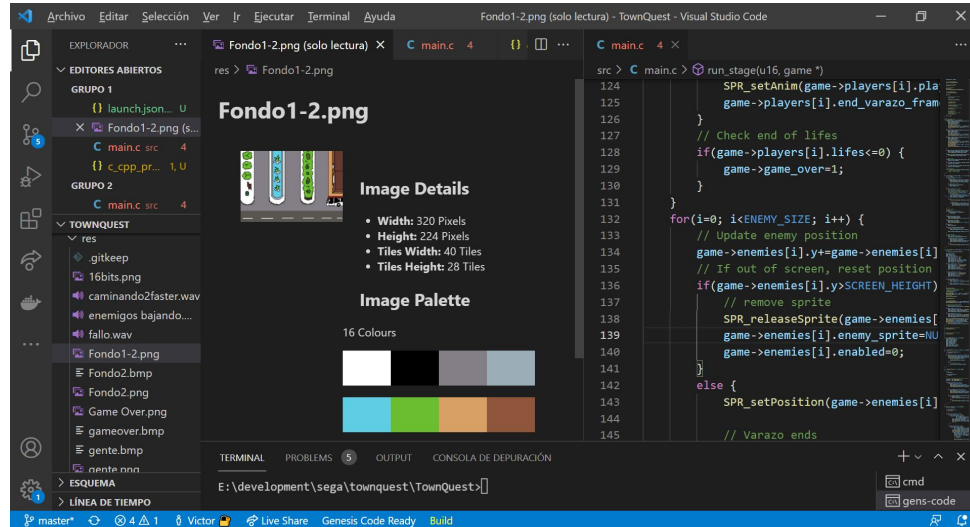 Archivo Editar Selección Ver Ir Ejecutar Terminal Ayuda
Fondo1-2.png (solo lectura) - TownQuest - Visual Studio Code
EXPLORADOR
EDITORES ABIERTOS
GRUPO 1
{} launch.json... U
Fondo1-2.png (s...
C main.c src 4
{} c_cpp_pr... 1, U
GRUPO 2
C main.c src 4
TOWNQUEST
res
.gitkeep
16bits.png
caminando2faster.wav
enemigos bajando....
fallo.wav
Fondo1-2.png
Fondo2.bmp
Fondo2.png
Game Over.png
gameover.bmp
gente.bmp
gente.png
ESQUEMA
LÍNEA DE TIEMPO
5
1
Fondo1-2.png (solo lectura)
C main.c 4
{}
res > Fondo1-2.png
Fondo1-2.png
Image Details
• Width: 320 Pixels
• Height: 224 Pixels
• Tiles Width: 40 Tiles
• Tiles Height: 28 Tiles
Image Palette
16 Colours
C main.c 4
src > C main.c > run_stage(u16, game *)
124 SPR_setAnim(game->players[i].pla
125 game->players[i].end_varazo_fram
126 }
127 // Check end of lifes
128 if(game->players[i].lifes<=0) {
129 game->game_over=1;
130 }
131 }
132 for(i=0; i<ENEMY_SIZE; i++) {
133 // Update enemy position
134 game->enemies[i].y+=game->enemies[i]
135 // If out of screen, reset position
136 if(game->enemies[i].y>SCREEN_HEIGHT)
137 // remove sprite
138 SPR_releaseSprite(game->enemies[
139 game->enemies[i].enemy_sprite=NU
140 game->enemies[i].enabled=0;
141 }
142 else {
143 SPR_setPosition(game->enemies[i]
144
145 // Varazo ends
TERMINAL PROBLEMS 5 OUTPUT CONSOLA DE DEPURACIÓN
E:\development\sega\townquest\TownQuest>
cmd
gens-code
master* 4 1 Victor Live Share Genesis Code Ready Build